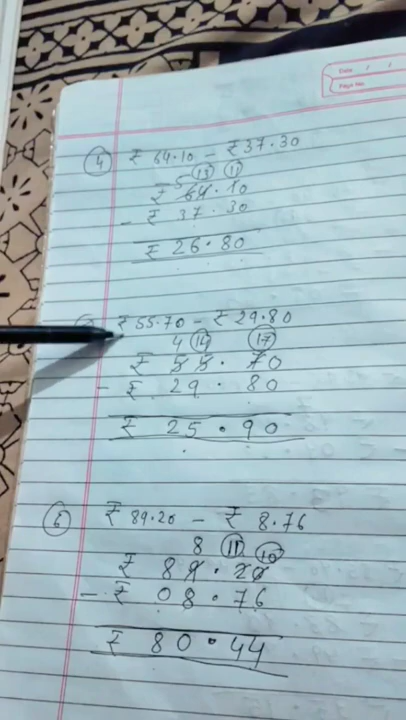 Date / /
Page No.
4 ₹ 64.10 - ₹ 37.30
5 13 11
₹ 64.10
- ₹ 37.30
₹ 26.80
₹ 55.70 - ₹ 29.80
4 14 17
₹ 55.70
- ₹ 29.80
₹ 25.90
6 ₹ 89.20 - ₹ 8.76
8 11 10
₹ 89.20
- ₹ 08.76
₹ 80.44